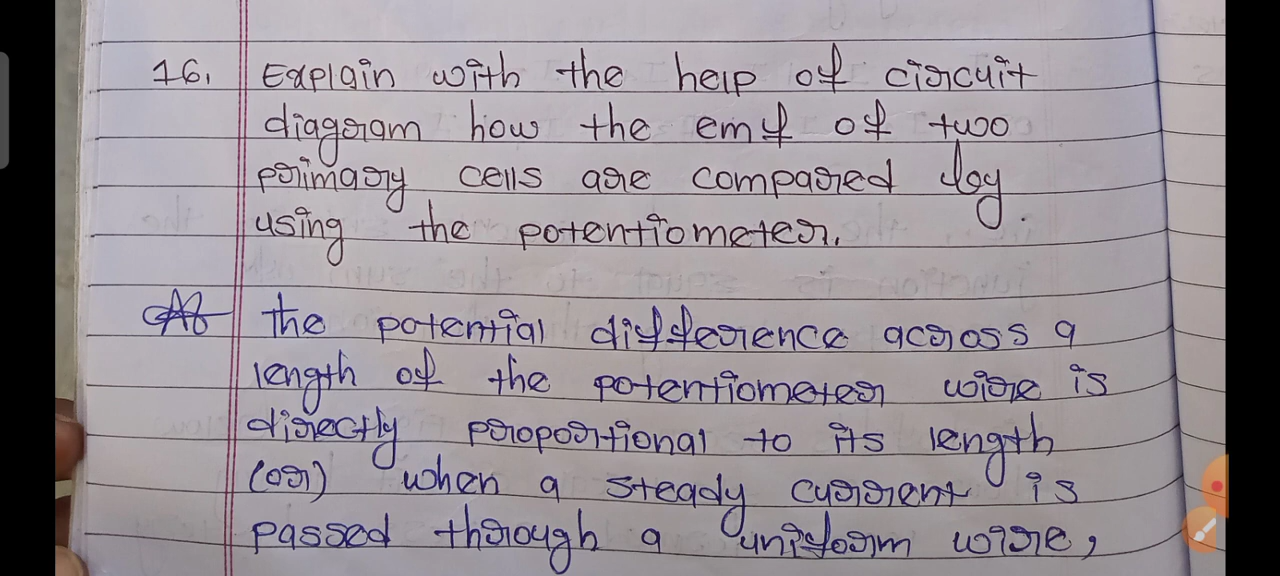 16. Explain with the help of circuit
diagram how the emf of two
primary cells are compared by
using the potentiometer.
the potential difference across a
length of the potentiometer wire is
directly proportional to its length
(or) when a steady current is
passed through a uniform wire,